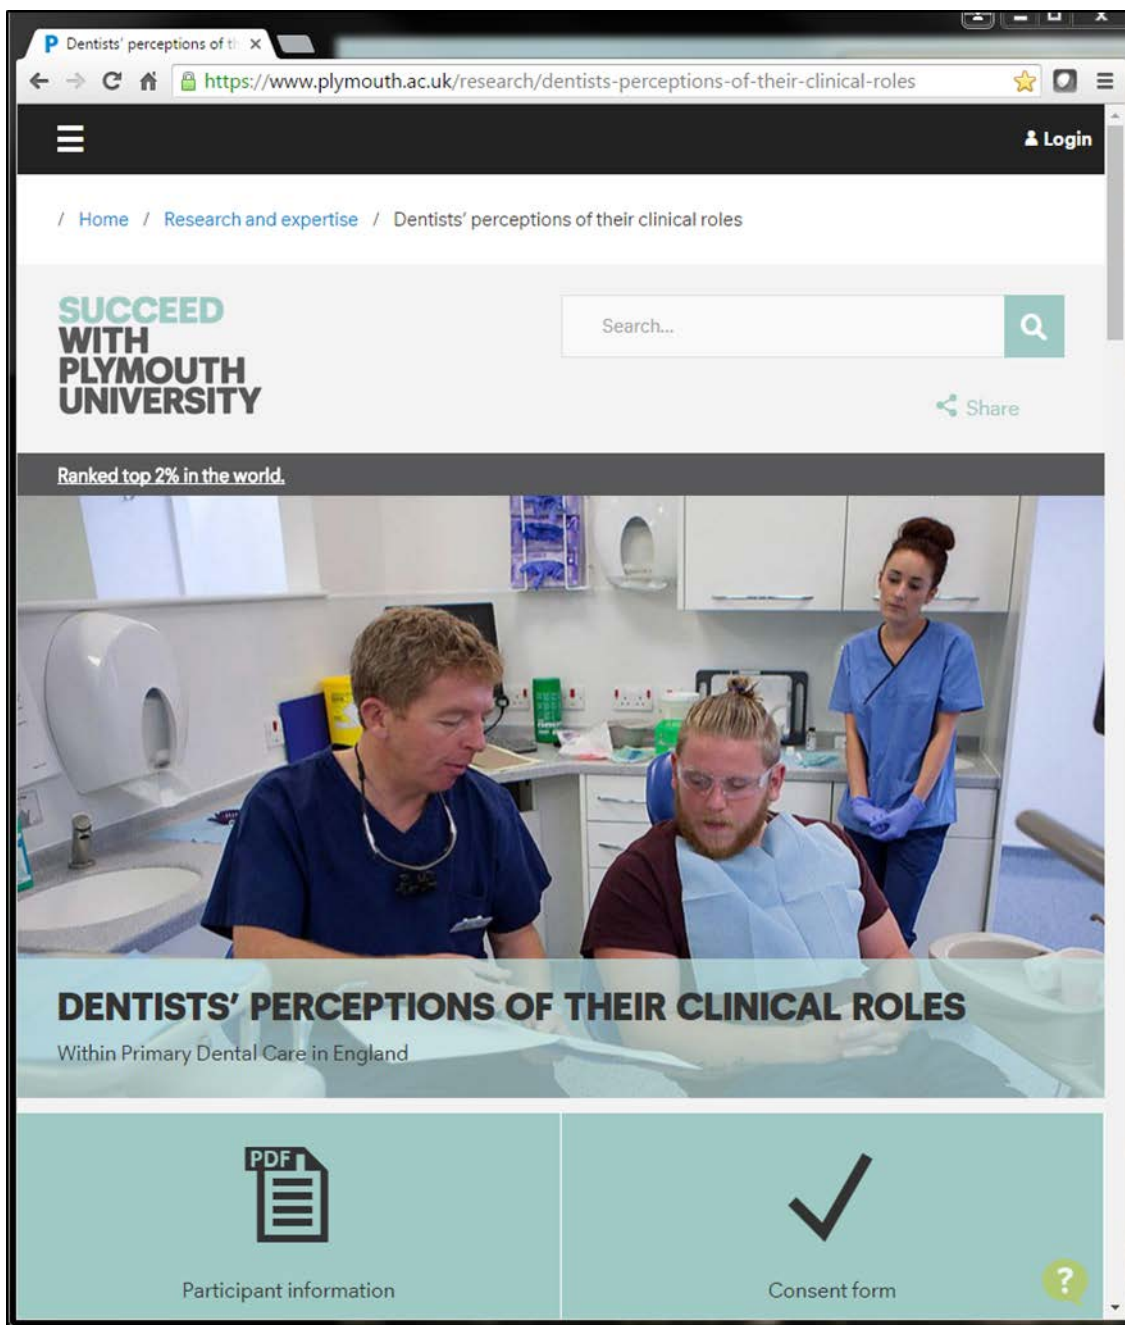 Dentists' perceptions of th
https://www.plymouth.ac.uk/research/dentists-perceptions-of-their-clinical-roles
Login
/ Home / Research and expertise / Dentists' perceptions of their clinical roles
SUCCEED
WITH
PLYMOUTH
UNIVERSITY
Search...
Share
Ranked top 2% in the world.
DENTISTS' PERCEPTIONS OF THEIR CLINICAL ROLES
Within Primary Dental Care in England
PDF
Participant information
Consent form
?